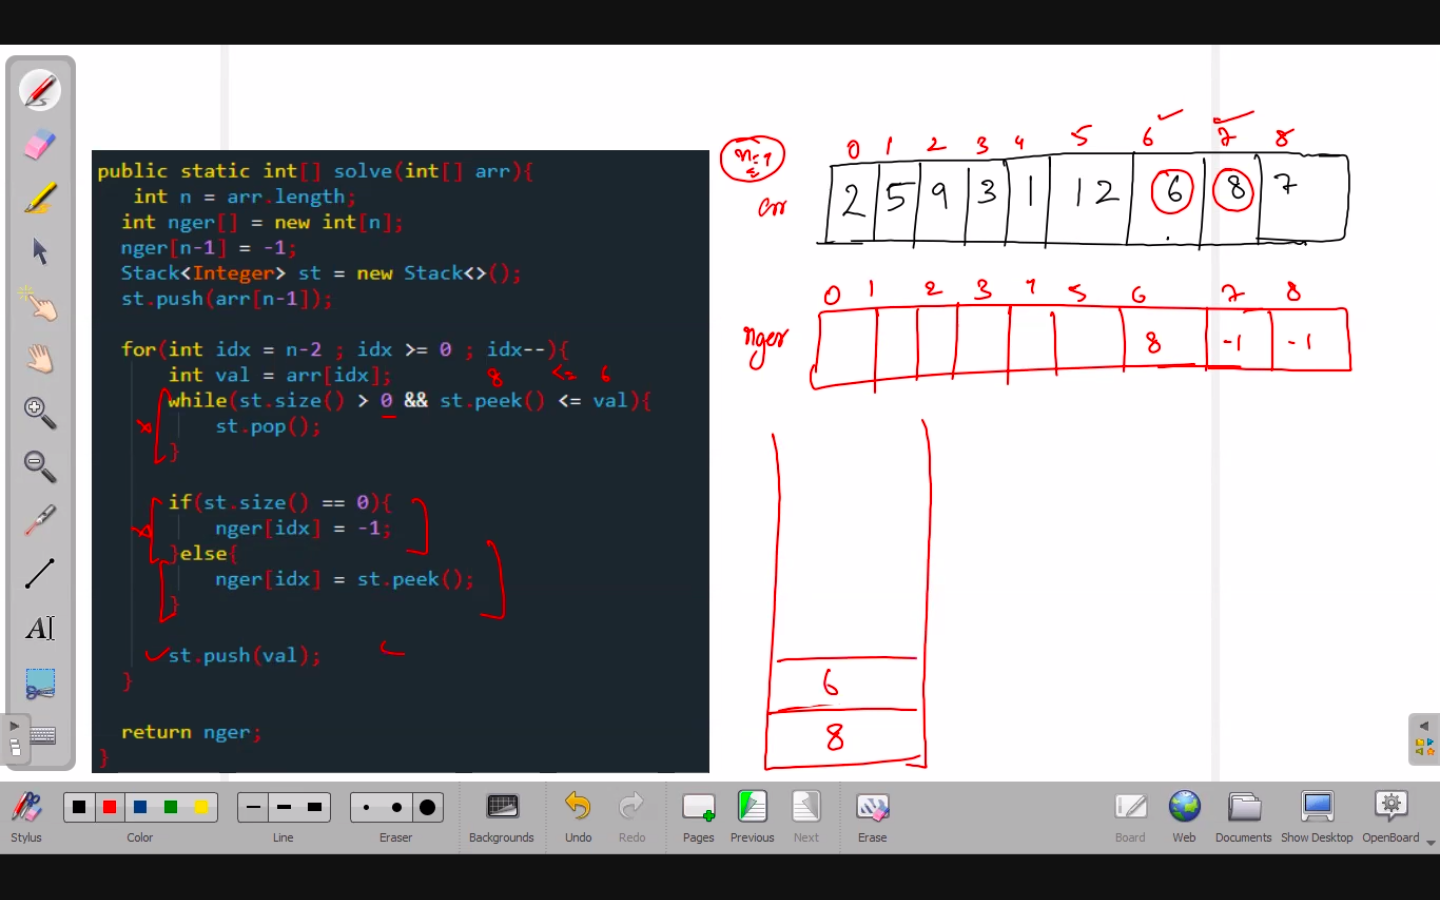 public static int[] solve(int[] arr){
int n = arr.length;
int nger[] = new int[n];
nger[n-1] = -1;
Stack<Integer> st = new Stack<>();
st.push(arr[n-1]);
for(int idx = n-2 ; idx >= 0 ; idx--){
int val = arr[idx];
8 <= 6
while(st.size() > 0 && st.peek() <= val){
st.pop();
}
if(st.size() == 0){
nger[idx] = -1;
}else{
nger[idx] = st.peek();
}
st.push(val);
}
return nger;
}
0 1 2 3 4 5 6 7 8
arr 2 5 9 3 1 12 6 8 7
0 1 2 3 4 5 6 7 8
nger 8 -1 -1
6
8
Stylus Color Line Eraser Backgrounds Undo Redo Pages Previous Next Erase Board Web Documents Show Desktop OpenBoard